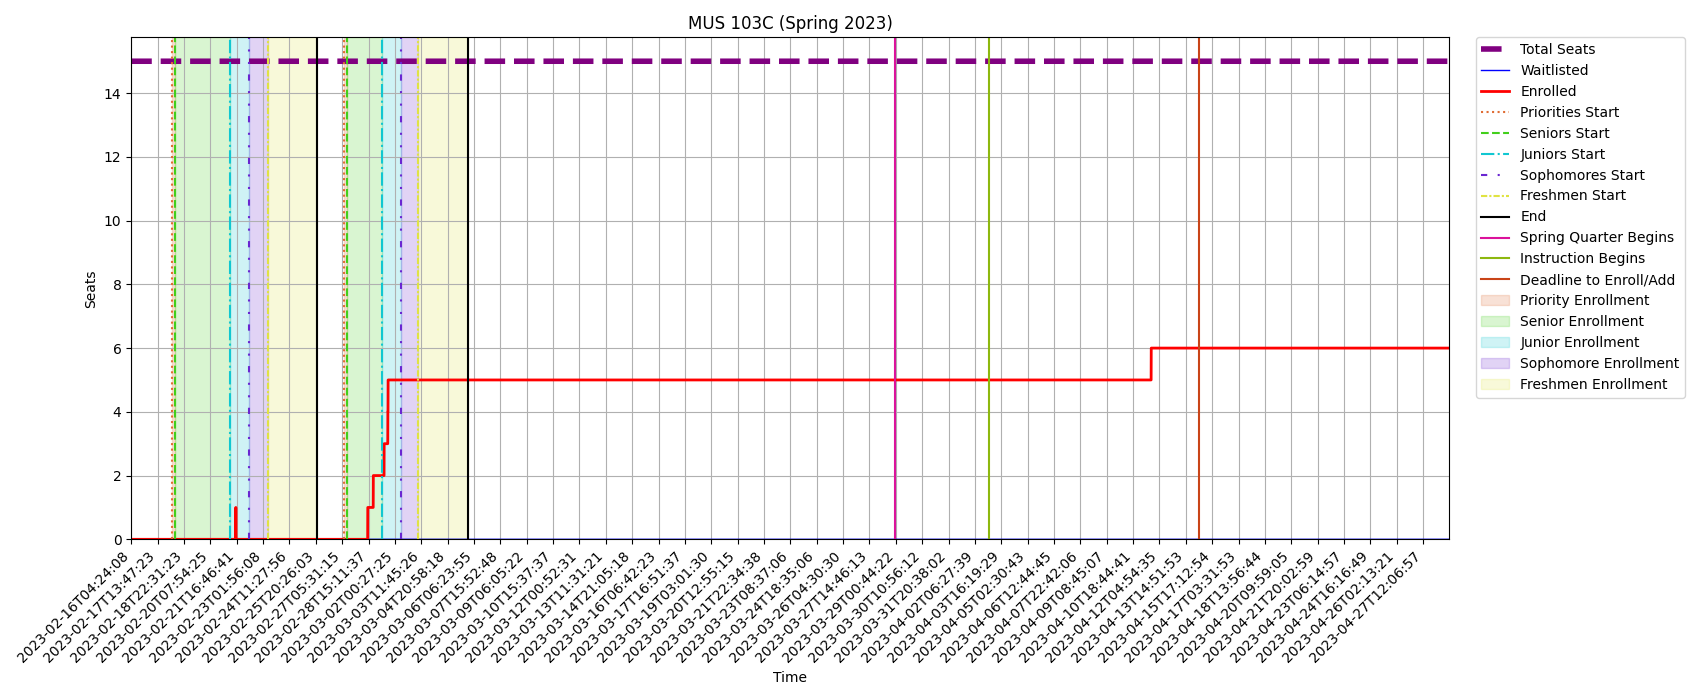 MUS 103C (Spring 2023)
Seats
14
12
10
8
6
4
2
0
2023-02-16T04:24:08
2023-02-17T13:47:23
2023-02-18T22:31:23
2023-02-20T07:54:25
2023-02-21T16:46:41
2023-02-23T01:56:08
2023-02-24T11:27:56
2023-02-25T20:26:03
2023-02-27T05:31:15
2023-02-28T15:11:37
2023-03-02T00:27:25
2023-03-03T11:45:26
2023-03-04T20:58:18
2023-03-06T06:23:55
2023-03-07T15:52:48
2023-03-09T06:05:22
2023-03-10T15:37:37
2023-03-12T00:52:31
2023-03-13T11:31:21
2023-03-14T21:05:18
2023-03-16T06:42:23
2023-03-17T16:51:37
2023-03-19T03:01:30
2023-03-20T12:55:15
2023-03-21T22:34:38
2023-03-23T08:37:06
2023-03-24T18:35:06
2023-03-26T04:30:30
2023-03-27T14:46:13
2023-03-29T00:44:22
2023-03-30T10:56:12
2023-03-31T20:38:02
2023-04-02T06:27:39
2023-04-03T16:19:29
2023-04-05T02:30:43
2023-04-06T12:44:45
2023-04-07T22:42:06
2023-04-09T08:45:07
2023-04-10T18:44:41
2023-04-12T04:54:35
2023-04-13T14:51:53
2023-04-15T17:12:54
2023-04-17T03:31:53
2023-04-18T13:56:44
2023-04-20T09:59:05
2023-04-21T20:02:59
2023-04-23T06:14:57
2023-04-24T16:16:49
2023-04-26T02:13:21
2023-04-27T12:06:57
Time
Total Seats
Waitlisted
Enrolled
Priorities Start
Seniors Start
Juniors Start
Sophomores Start
Freshmen Start
End
Spring Quarter Begins
Instruction Begins
Deadline to Enroll/Add
Priority Enrollment
Senior Enrollment
Junior Enrollment
Sophomore Enrollment
Freshmen Enrollment